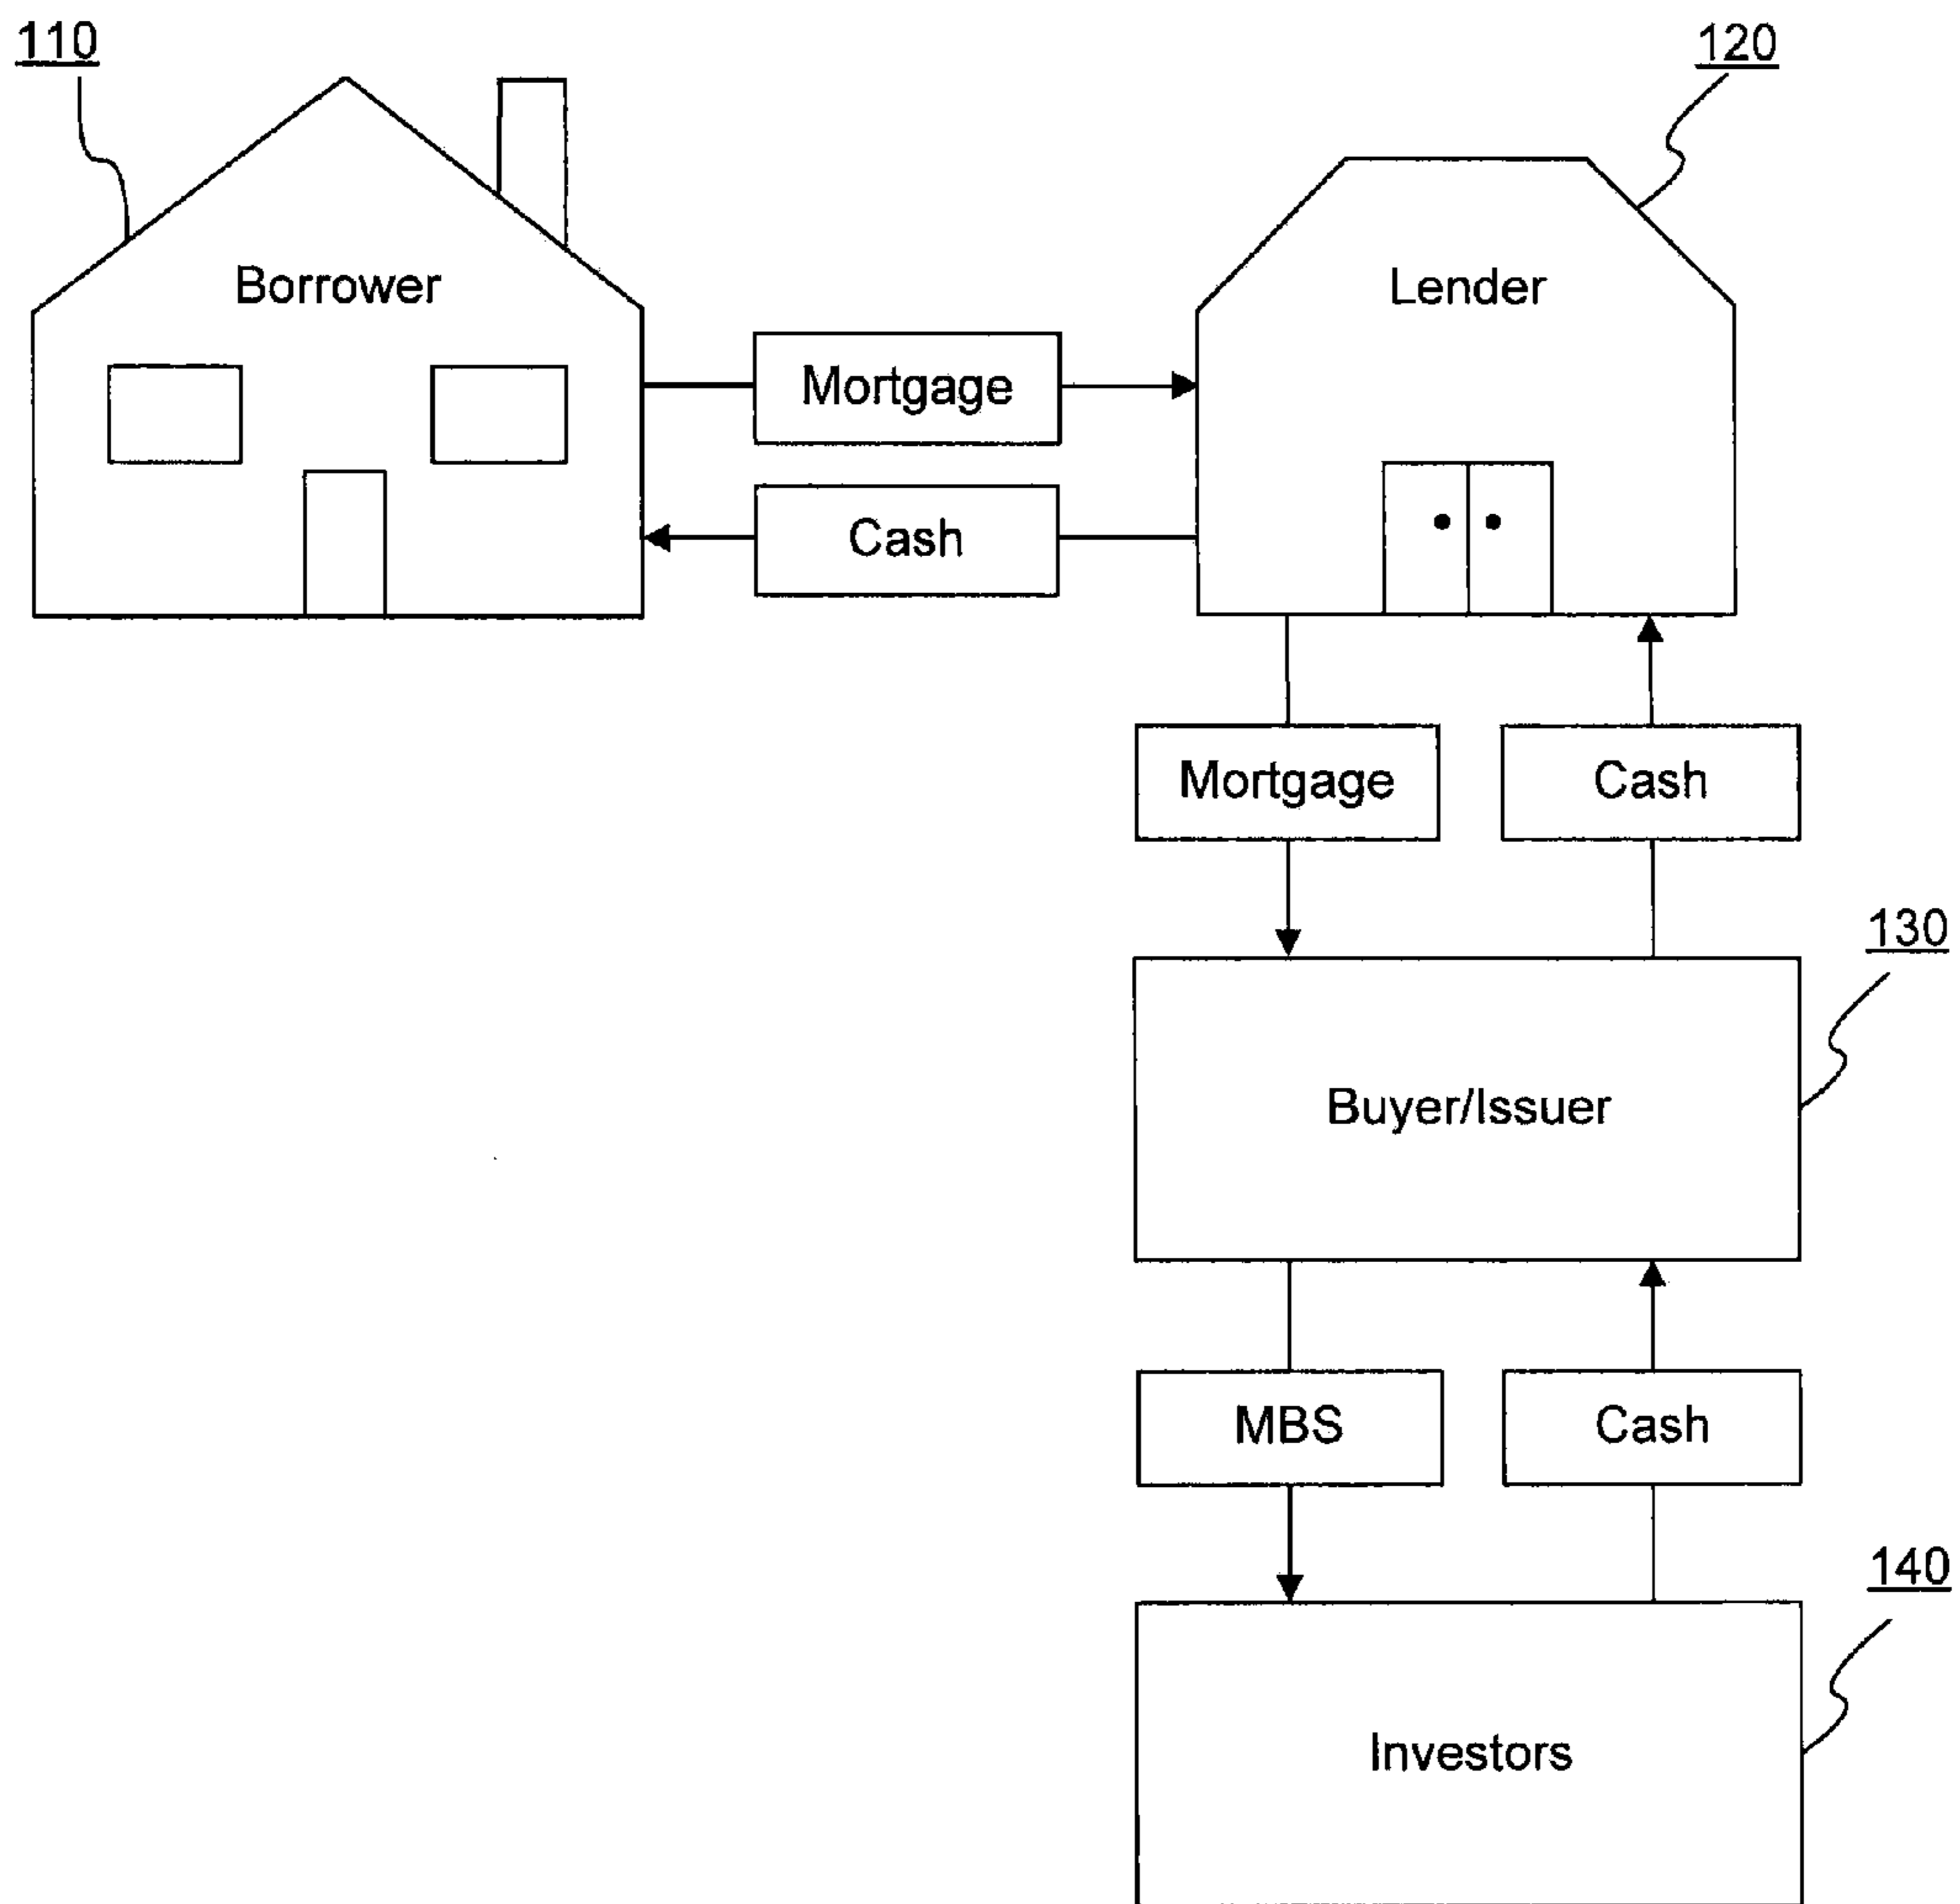 110
120
Borrower
Lender
Mortgage
Cash
Mortgage
Cash
130
Buyer/Issuer
MBS
Cash
140
Investors